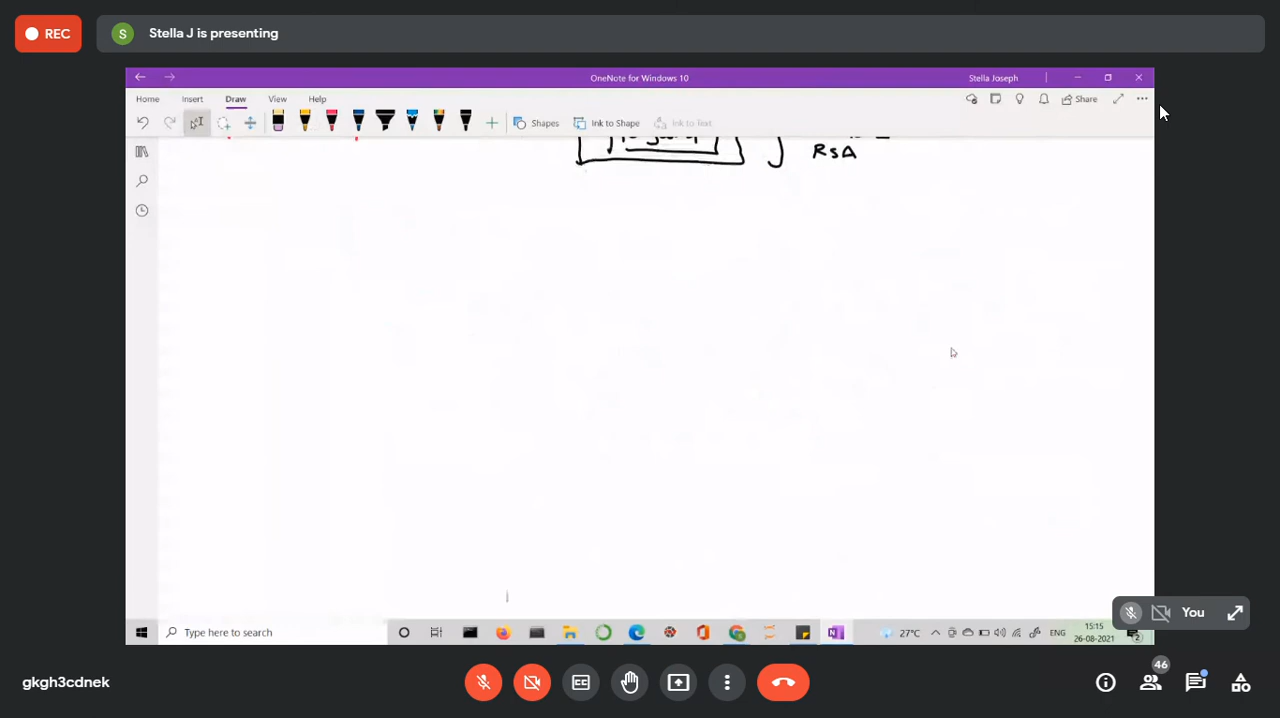 REC
S
Stella J is presenting
OneNote for Windows 10
Stella Joseph
Home Insert Draw View Help
Share
Shapes
Ink to Shape
Ink to Text
RSA
You
Type here to search
27°C
ENG
15:15
26-08-2021
2
gkgh3cdnek
CC
46